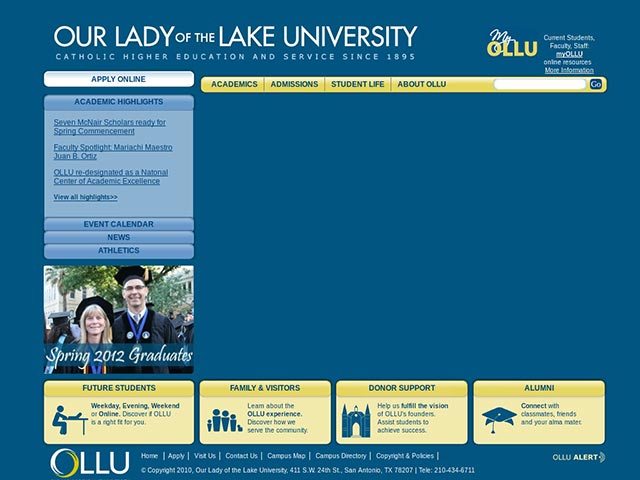 OUR LADY OF THE LAKE UNIVERSITY
CATHOLIC HIGHER EDUCATION AND SERVICE SINCE 1895
My
OLLU
Current Students,
Faculty, Staff:
myOLLU
online resources
More Information
APPLY ONLINE
ACADEMICS
ADMISSIONS
STUDENT LIFE
ABOUT OLLU
Go
ACADEMIC HIGHLIGHTS
Seven McNair Scholars ready for
Spring Commencement
Faculty Spotlight: Mariachi Maestro
Juan B. Ortiz
OLLU re-designated as a Natonal
Center of Academic Excellence
View all highlights>>
EVENT CALENDAR
NEWS
ATHLETICS
Spring 2012 Graduates
FUTURE STUDENTS
Weekday, Evening, Weekend
or Online. Discover if OLLU
is a right fit for you.
FAMILY & VISITORS
Learn about the
OLLU experience.
Discover how we
serve the community.
DONOR SUPPORT
Help us fulfill the vision
of OLLU's founders.
Assist students to
achieve success.
ALUMNI
Connect with
classmates, friends
and your alma mater.
OLLU
Home | Apply | Visit Us | Contact Us | Campus Map | Campus Directory | Copyright & Policies |
OLLU ALERT
© Copyright 2010, Our Lady of the Lake University, 411 S.W. 24th St., San Antonio, TX 78207 | Tele: 210-434-6711